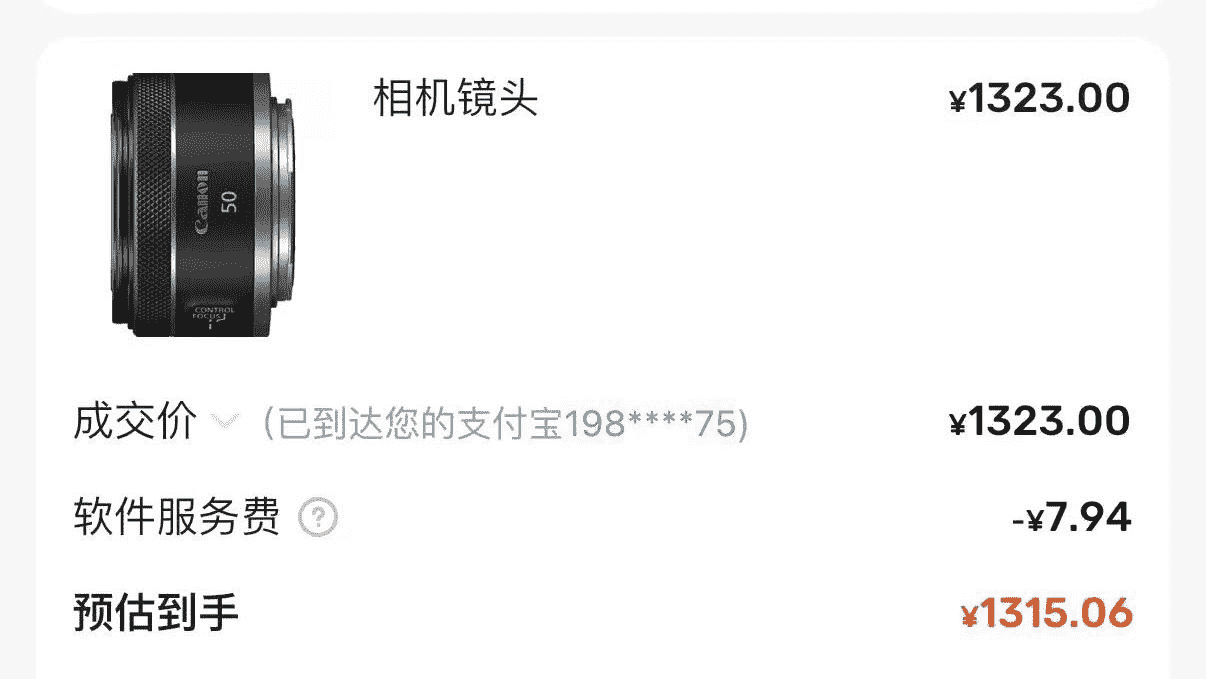 相机镜头 ¥1323.00
Canon
50
CONTROL
FOCUS
成交价 (已到达您的支付宝198****75) ¥1323.00
软件服务费 ? -¥7.94
预估到手 ¥1315.06